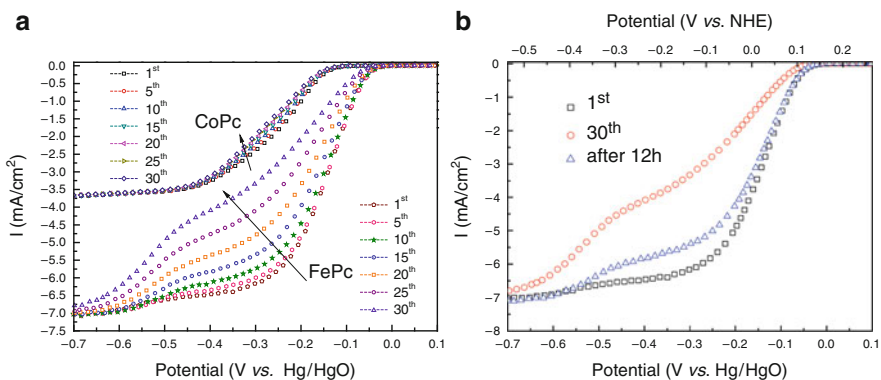 a
0.0
-0.5
-1.0
-1.5
-2.0
-2.5
-3.0
-3.5
-4.0
-4.5
-5.0
-5.5
-6.0
-6.5
-7.0
-7.5
I (mA/cm²)
1st
5th
10th
15th
20th
25th
30th
CoPc
FePc
1st
5th
10th
15th
20th
25th
30th
-0.7 -0.6 -0.5 -0.4 -0.3 -0.2 -0.1 0.0 0.1
Potential (V vs. Hg/HgO)
b
Potential (V vs. NHE)
-0.5 -0.4 -0.3 -0.2 -0.1 0.0 0.1 0.2
0
-1
-2
-3
-4
-5
-6
-7
-8
I (mA/cm²)
1st
30th
after 12h
-0.7 -0.6 -0.5 -0.4 -0.3 -0.2 -0.1 0.0 0.1
Potential (V vs. Hg/HgO)